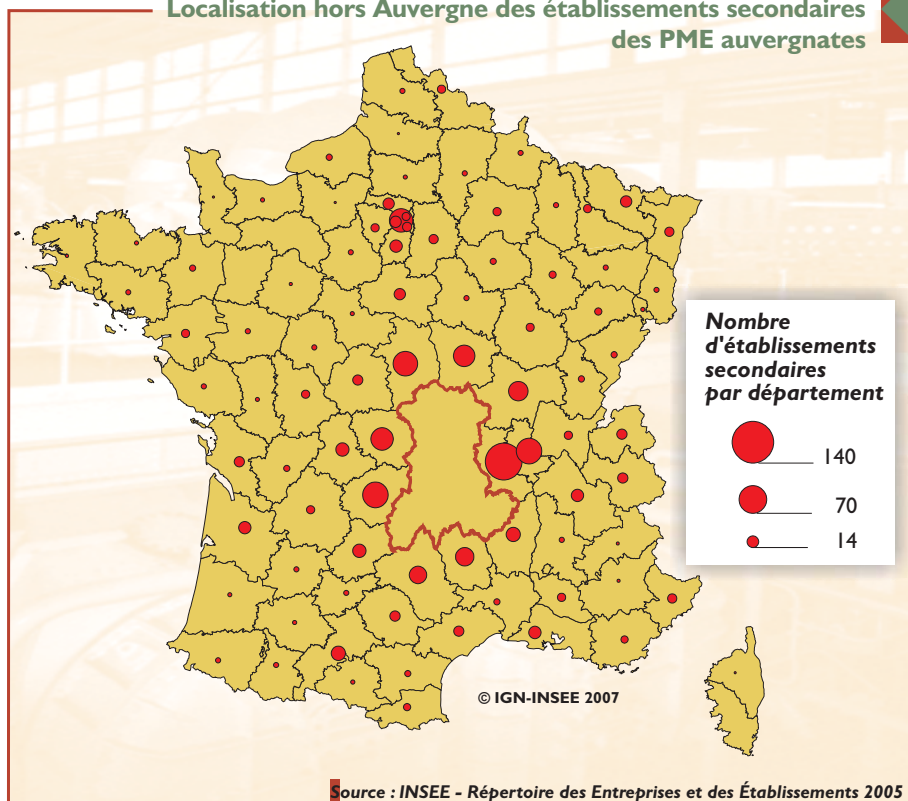 Localisation hors Auvergne des établissements secondaires
des PME auvergnates
Nombre
d'établissements
secondaires
par département
140
70
14
© IGN-INSEE 2007
Source : INSEE - Répertoire des Entreprises et des Établissements 2005